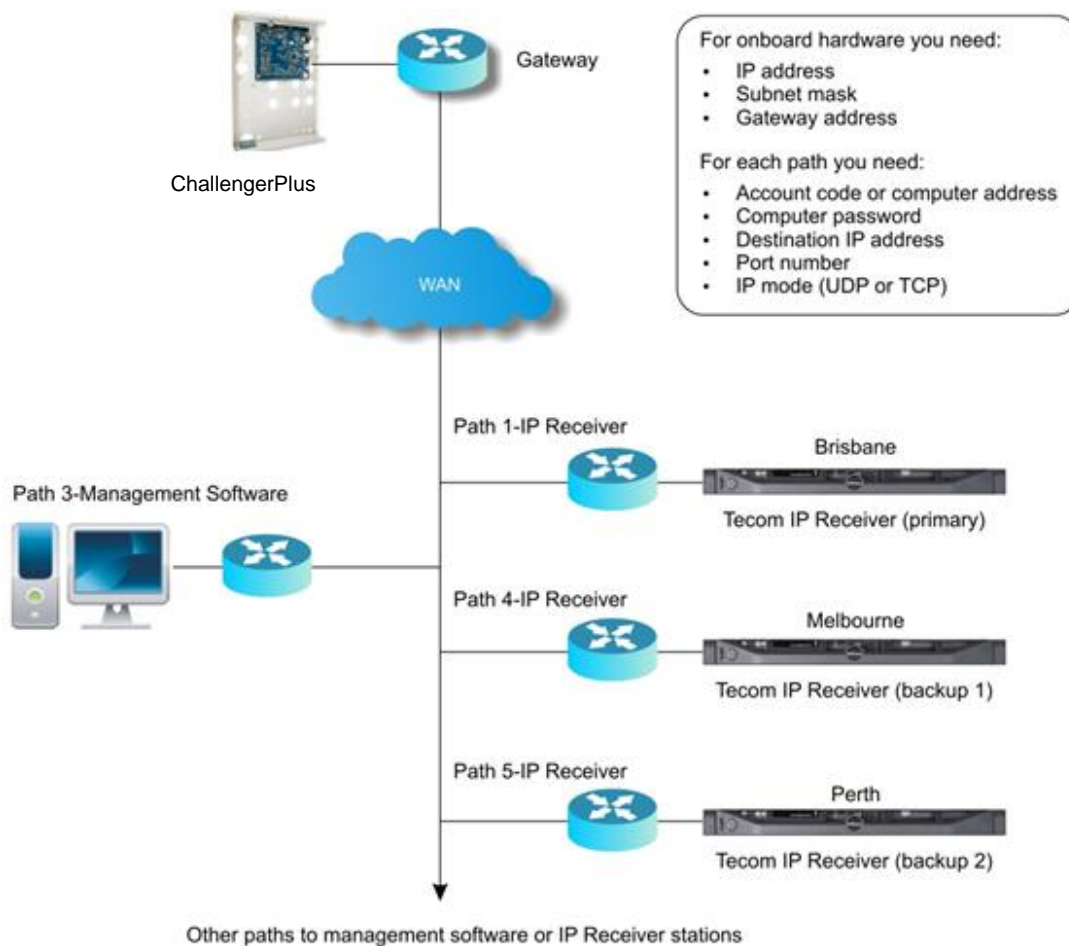 Gateway
ChallengerPlus
For onboard hardware you need:
• IP address
• Subnet mask
• Gateway address
For each path you need:
• Account code or computer address
• Computer password
• Destination IP address
• Port number
• IP mode (UDP or TCP)
WAN
Path 1-IP Receiver
Brisbane
Tecom IP Receiver (primary)
Path 3-Management Software
Path 4-IP Receiver
Melbourne
Tecom IP Receiver (backup 1)
Path 5-IP Receiver
Perth
Tecom IP Receiver (backup 2)
Other paths to management software or IP Receiver stations